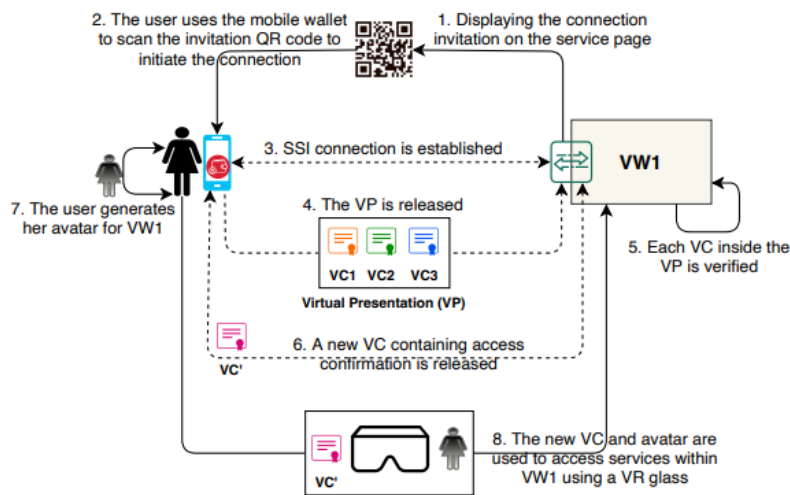 2. The user uses the mobile wallet
to scan the invitation QR code to
initiate the connection
1. Displaying the connection
invitation on the service page
3. SSI connection is established
VW1
4. The VP is released
7. The user generates
her avatar for VW1
VC1 VC2 VC3
Virtual Presentation (VP)
5. Each VC inside the
VP is verified
6. A new VC containing access
confirmation is released
VC'
VC'
8. The new VC and avatar are
used to access services within
VW1 using a VR glass